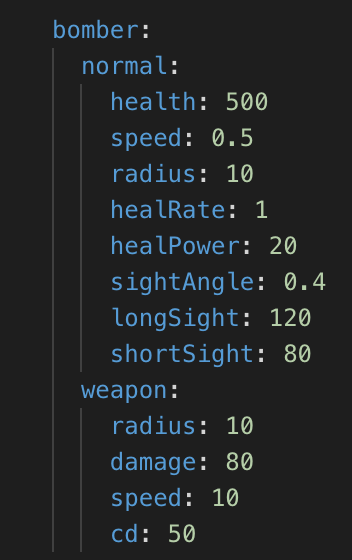 bomber:
normal:
health: 500
speed: 0.5
radius: 10
healRate: 1
healPower: 20
sightAngle: 0.4
longSight: 120
shortSight: 80
weapon:
radius: 10
damage: 80
speed: 10
cd: 50